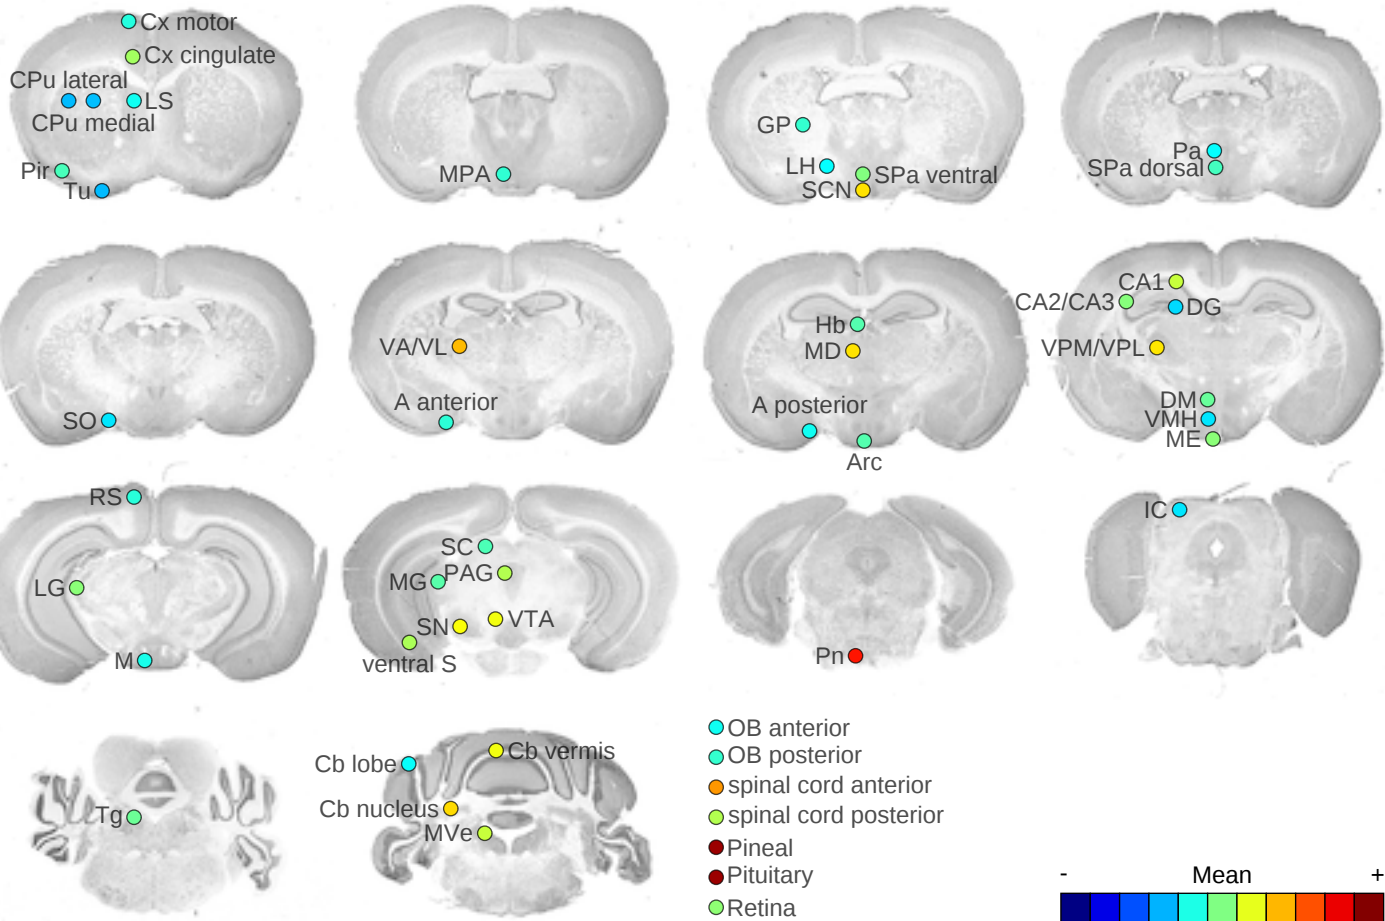 Cx motor
Cx cingulate
CPu lateral
LS
CPu medial
Pir
Tu
MPA
GP
LH
SPa ventral
SCN
Pa
SPa dorsal
SO
VA/VL
A anterior
Hb
MD
A posterior
Arc
CA1
CA2/CA3
DG
VPM/VPL
DM
VMH
ME
RS
LG
M
SC
MG
PAG
SN
VTA
ventral S
Pn
IC
Tg
Cb lobe
Cb vermis
Cb nucleus
MVe
OB anterior
OB posterior
spinal cord anterior
spinal cord posterior
Pineal
Pituitary
Retina
- Mean +